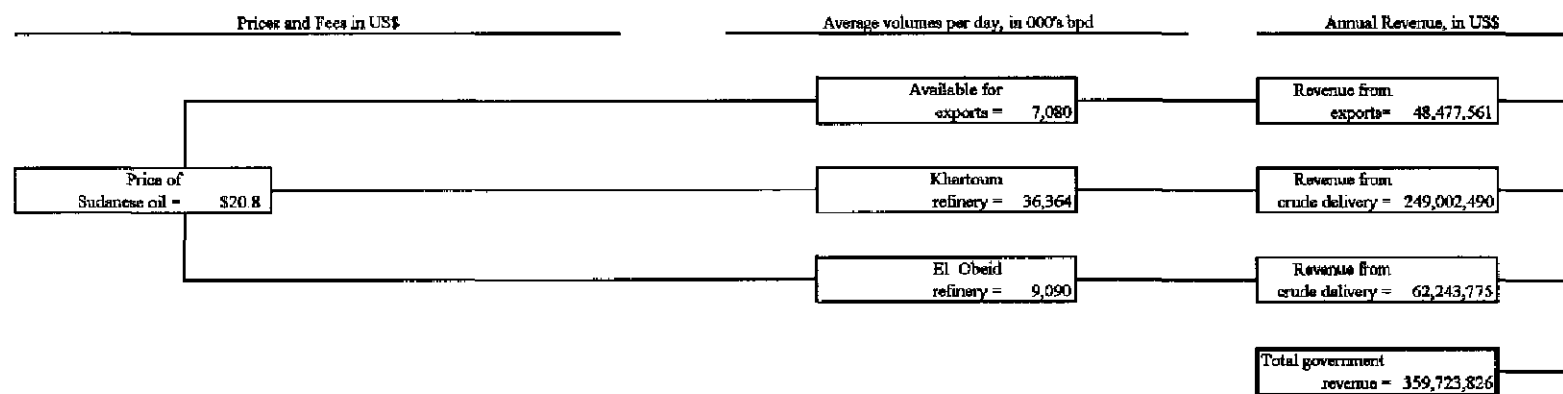 Prices and Fees in US$
Average volumes per day, in 000's bpd
Annual Revenue, in US$
Available for
exports = 7,080
Revenue from
exports= 48,477,561
Price of
Sudanese oil = $20.8
Khartoum
refinery = 36,364
Revenue from
crude delivery = 249,002,490
El Obeid
refinery = 9,090
Revenue from
crude delivery = 62,243,775
Total government
revenue = 359,723,826